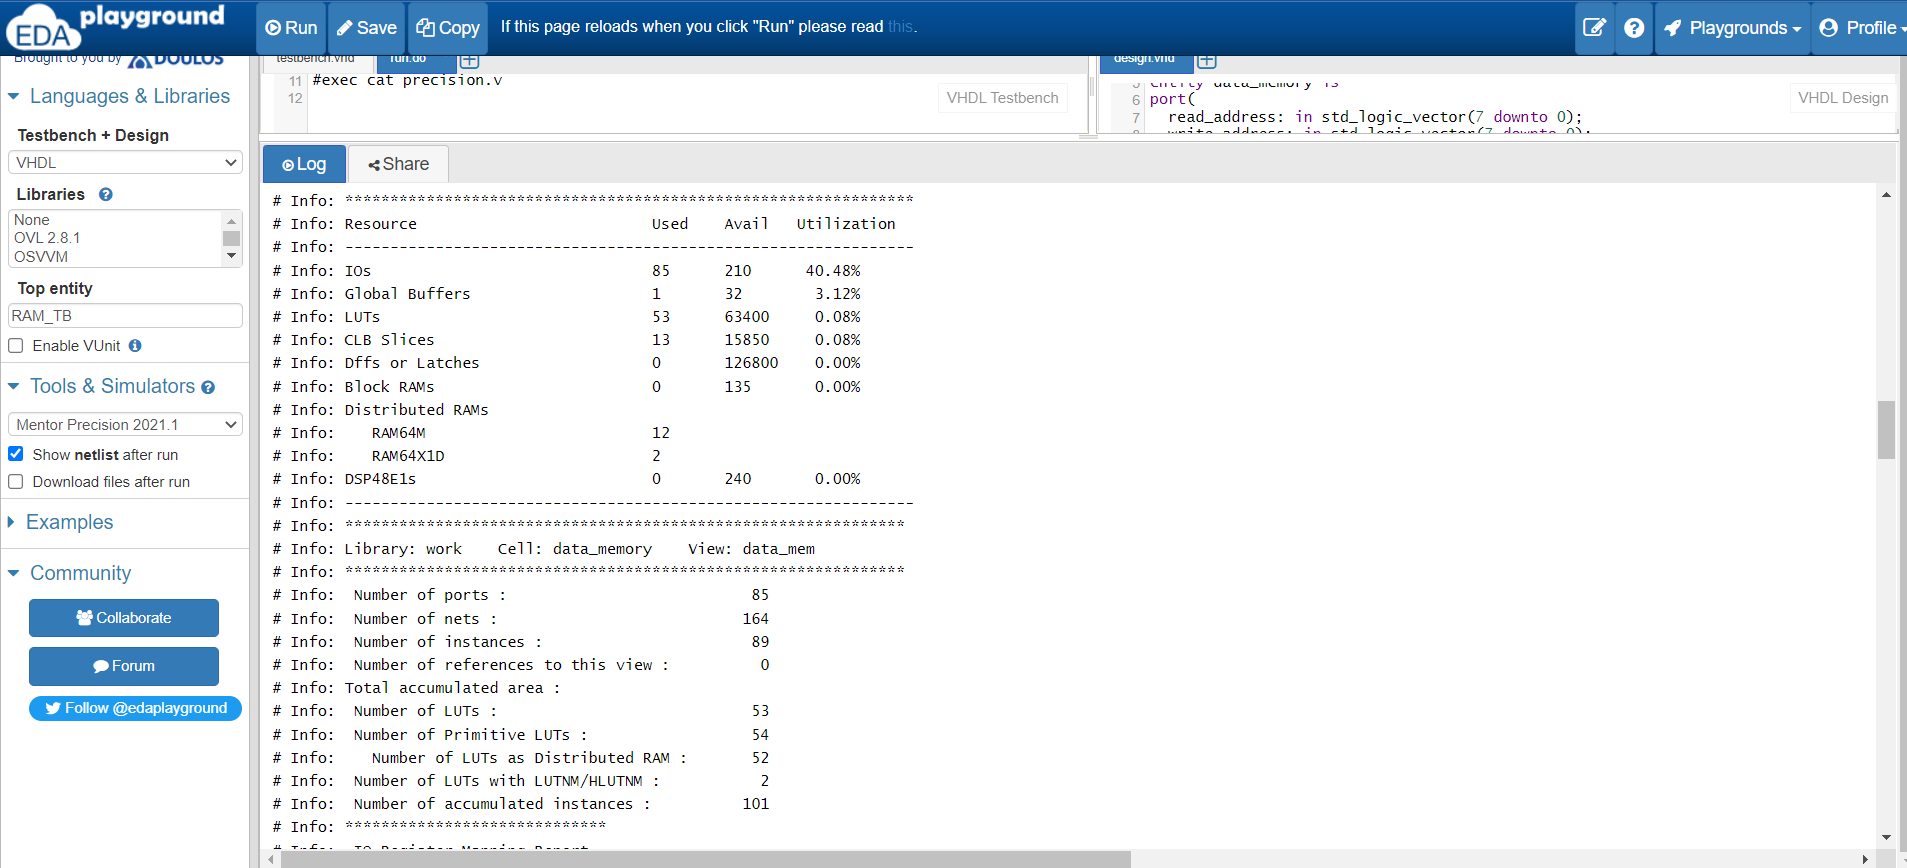 EDA playground
Run
Save
Copy
If this page reloads when you click "Run" please read this.
Playgrounds
Profile
Brought to you by DOULOS
Languages & Libraries
Testbench + Design
VHDL
Libraries
None
OVL 2.8.1
OSVVM
Top entity
RAM_TB
Enable VUnit
Tools & Simulators
Mentor Precision 2021.1
Show netlist after run
Download files after run
Examples
Community
Collaborate
Forum
Follow @edaplayground
testbench.vhd
run.do
11 #exec cat precision.v
12
VHDL Testbench
design.vhd
5 entity data_memory is
6 port(
7 read_address: in std_logic_vector(7 downto 0);
8 write_address: in std_logic_vector(7 downto 0);
VHDL Design
Log
Share
# Info: ***************************************************************
# Info: Resource Used Avail Utilization
# Info: ---------------------------------------------------------------
# Info: IOs 85 210 40.48%
# Info: Global Buffers 1 32 3.12%
# Info: LUTs 53 63400 0.08%
# Info: CLB Slices 13 15850 0.08%
# Info: Dffs or Latches 0 126800 0.00%
# Info: Block RAMs 0 135 0.00%
# Info: Distributed RAMs
# Info: RAM64M 12
# Info: RAM64X1D 2
# Info: DSP48E1s 0 240 0.00%
# Info: ---------------------------------------------------------------
# Info: **************************************************************
# Info: Library: work Cell: data_memory View: data_mem
# Info: **************************************************************
# Info: Number of ports : 85
# Info: Number of nets : 164
# Info: Number of instances : 89
# Info: Number of references to this view : 0
# Info: Total accumulated area :
# Info: Number of LUTs : 53
# Info: Number of Primitive LUTs : 54
# Info: Number of LUTs as Distributed RAM : 52
# Info: Number of LUTs with LUTNM/HLUTNM : 2
# Info: Number of accumulated instances : 101
# Info: *****************************
# Info: IO Register Mapping Report